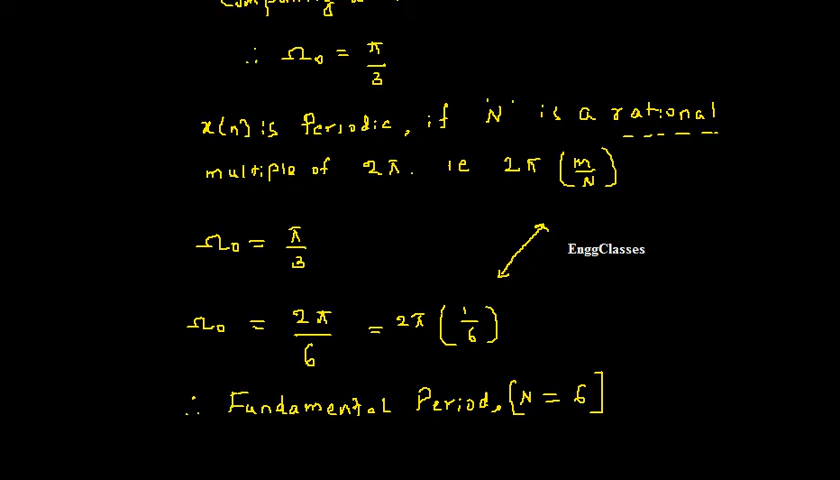 ∴ Ω₀ = π/3
x(n) is Periodic, if 'N' is a rational
multiple of 2π. ie 2π (m/N)
Ω₀ = π/3
EnggClasses
Ω₀ = 2π/6 = 2π (1/6)
∴ Fundamental Period, [N = 6]